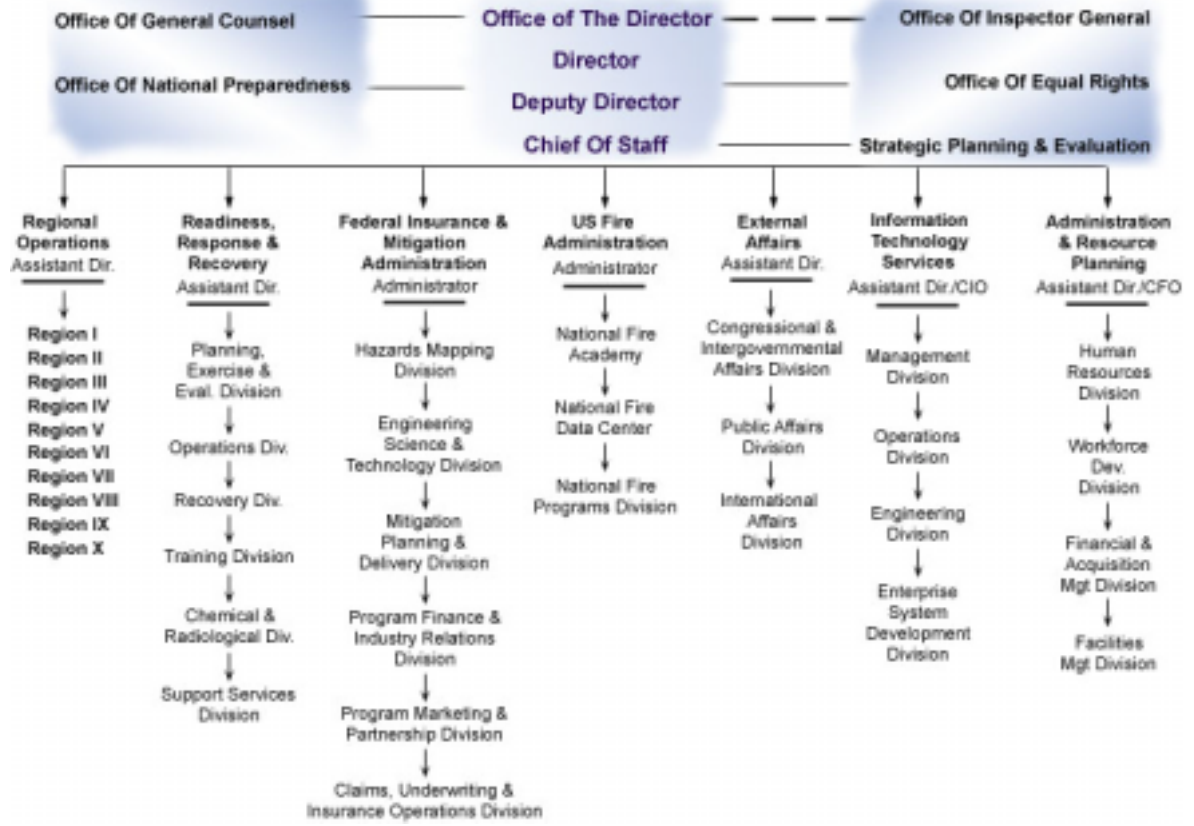 Office Of General Counsel
Office Of National Preparedness
Office of The Director
Director
Deputy Director
Chief Of Staff
Office Of Inspector General
Office Of Equal Rights
Strategic Planning & Evaluation
Regional
Operations
Assistant Dir.
Region I
Region II
Region III
Region IV
Region V
Region VI
Region VII
Region VIII
Region IX
Region X
Readiness,
Response &
Recovery
Assistant Dir.
Planning,
Exercise &
Eval. Division
Operations Div.
Recovery Div.
Training Division
Chemical &
Radiological Div.
Support Services
Division
Federal Insurance &
Mitigation
Administration
Administrator
Hazards Mapping
Division
Engineering
Science &
Technology Division
Mitigation
Planning &
Delivery Division
Program Finance &
Industry Relations
Division
Program Marketing &
Partnership Division
Claims, Underwriting &
Insurance Operations Division
US Fire
Administration
Administrator
National Fire
Academy
National Fire
Data Center
National Fire
Programs Division
External
Affairs
Assistant Dir.
Congressional &
Intergovernmental
Affairs Division
Public Affairs
Division
International
Affairs
Division
Information
Technology
Services
Assistant Dir./CIO
Management
Division
Operations
Division
Engineering
Division
Enterprise
System
Development
Division
Administration
& Resource
Planning
Assistant Dir./CFO
Human
Resources
Division
Workforce
Dev.
Division
Financial &
Acquisition
Mgt Division
Facilities
Mgt Division